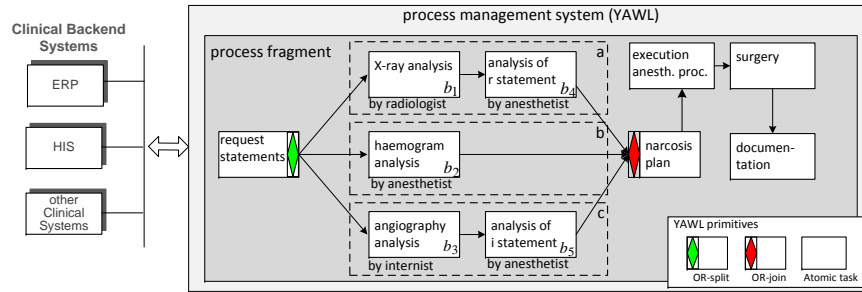 process management system (YAWL)
Clinical Backend
Systems
ERP
HIS
other
Clinical
Systems
process fragment
request
statements
a
X-ray analysis
b1
by radiologist
analysis of
r statement
b4
by anesthetist
b
haemogram
analysis
b2
by anesthetist
c
angiography
analysis
b3
by internist
analysis of
i statement
b5
by anesthetist
narcosis
plan
execution
anesth. proc.
surgery
documen-
tation
YAWL primitives
OR-split
OR-join
Atomic task